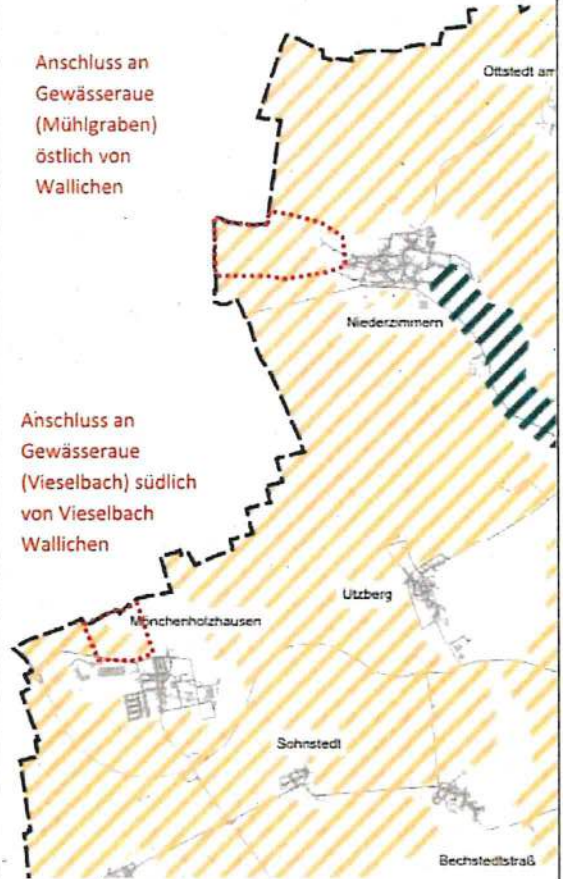 Anschluss an
Gewässeraue
(Mühlgraben)
östlich von
Wallichen
Ottstedt am
Niederzimmern
Anschluss an
Gewässeraue
(Vieselbach) südlich
von Vieselbach
Wallichen
Utzberg
Mönchenholzhausen
Sohnstedt
Bechstedtstraß